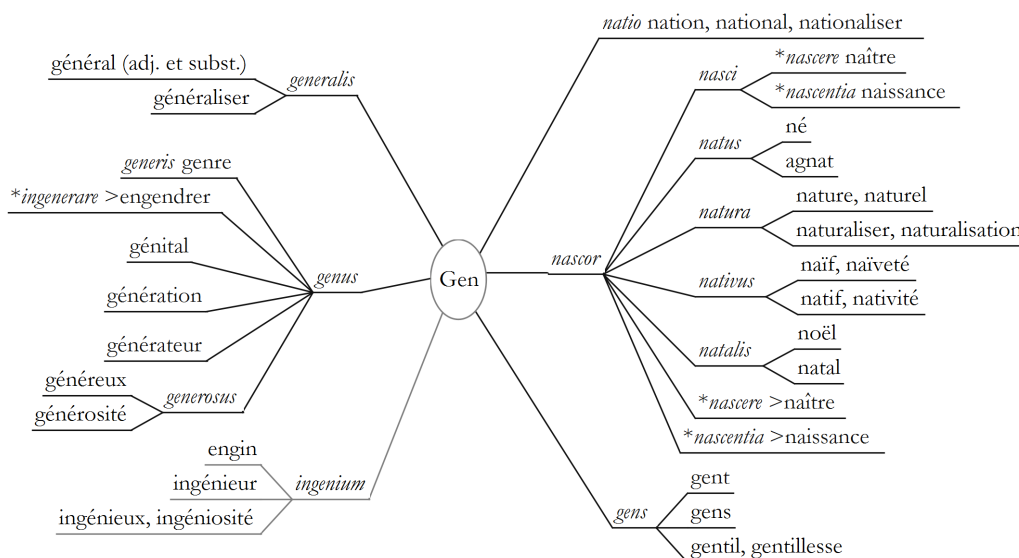 natio nation, national, nationaliser
général (adj. et subst.)
generalis
généraliser
*nascere naître
nasci
*nascentia naissance
né
natus
agnat
generis genre
*ingenerare >engendrer
nature, naturel
natura
naturaliser, naturalisation
génital
genus
Gen
nascor
naïf, naïveté
nativus
natif, nativité
génération
générateur
noël
natalis
natal
généreux
generosus
générosité
*nascere >naître
*nascentia >naissance
engin
ingénieur
ingenium
ingénieux, ingéniosité
gent
gens
gens
gentil, gentillesse